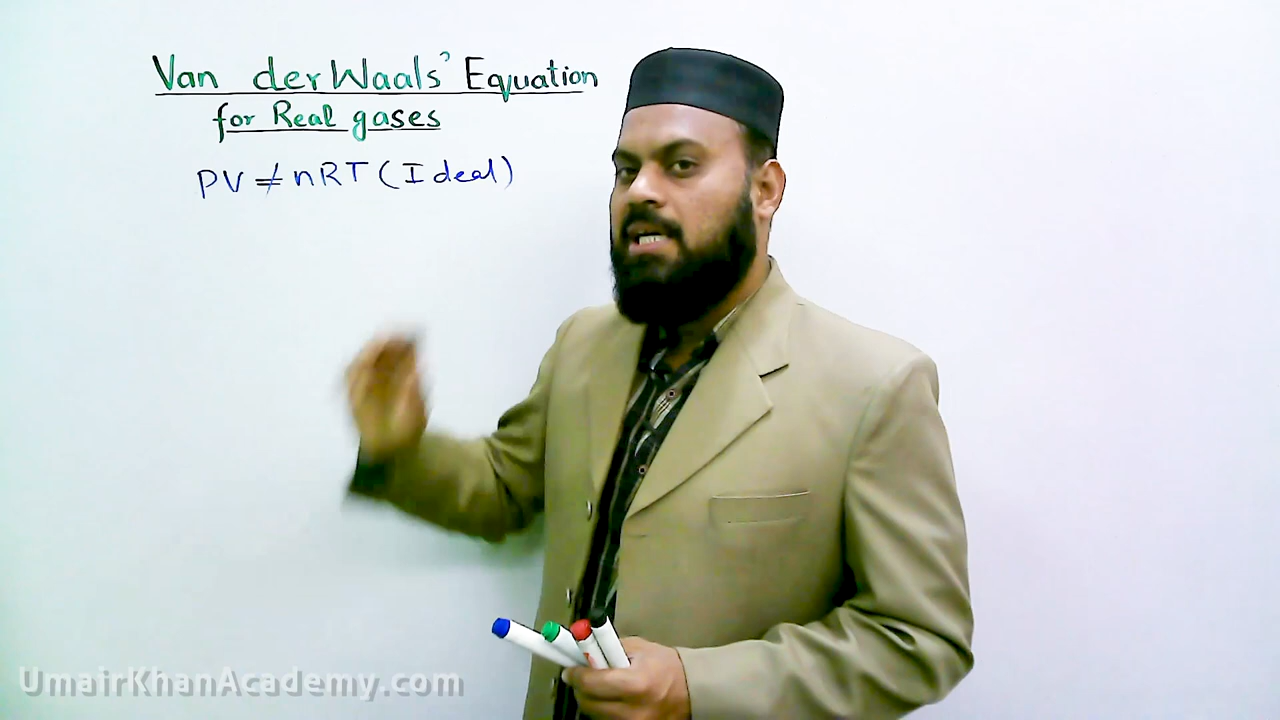 Van der Waals' Equation
for Real gases
PV ≠ nRT (Ideal)
UmairKhanAcademy.com